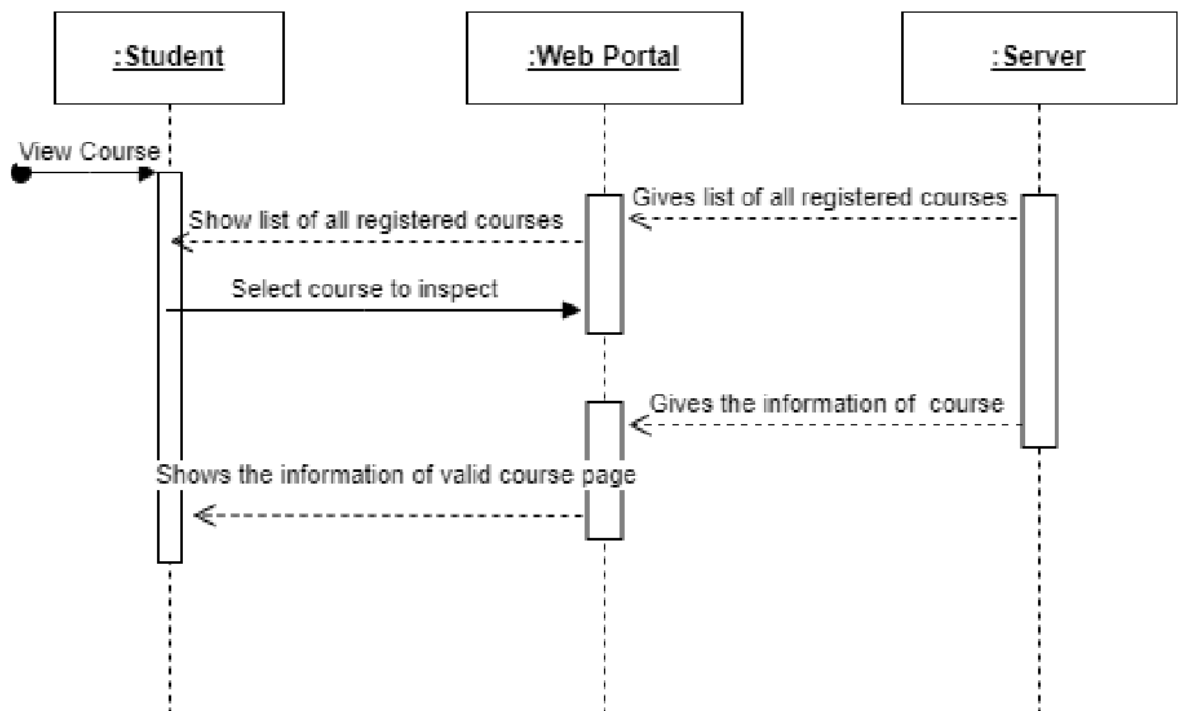 :Student
:Web Portal
:Server
View Course
Gives list of all registered courses
Show list of all registered courses
Select course to inspect
Gives the information of course
Shows the information of valid course page